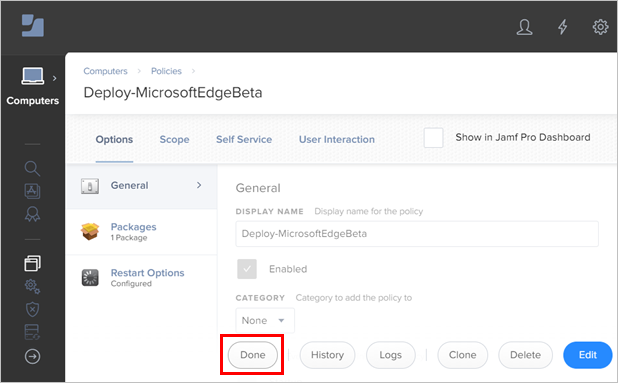 Computers
Computers > Policies >
Deploy-MicrosoftEdgeBeta
Options Scope Self Service User Interaction Show in Jamf Pro Dashboard
General
Packages
1 Package
Restart Options
Configured
General
DISPLAY NAME Display name for the policy
Deploy-MicrosoftEdgeBeta
Enabled
CATEGORY Category to add the policy to
None
Done History Logs Clone Delete Edit